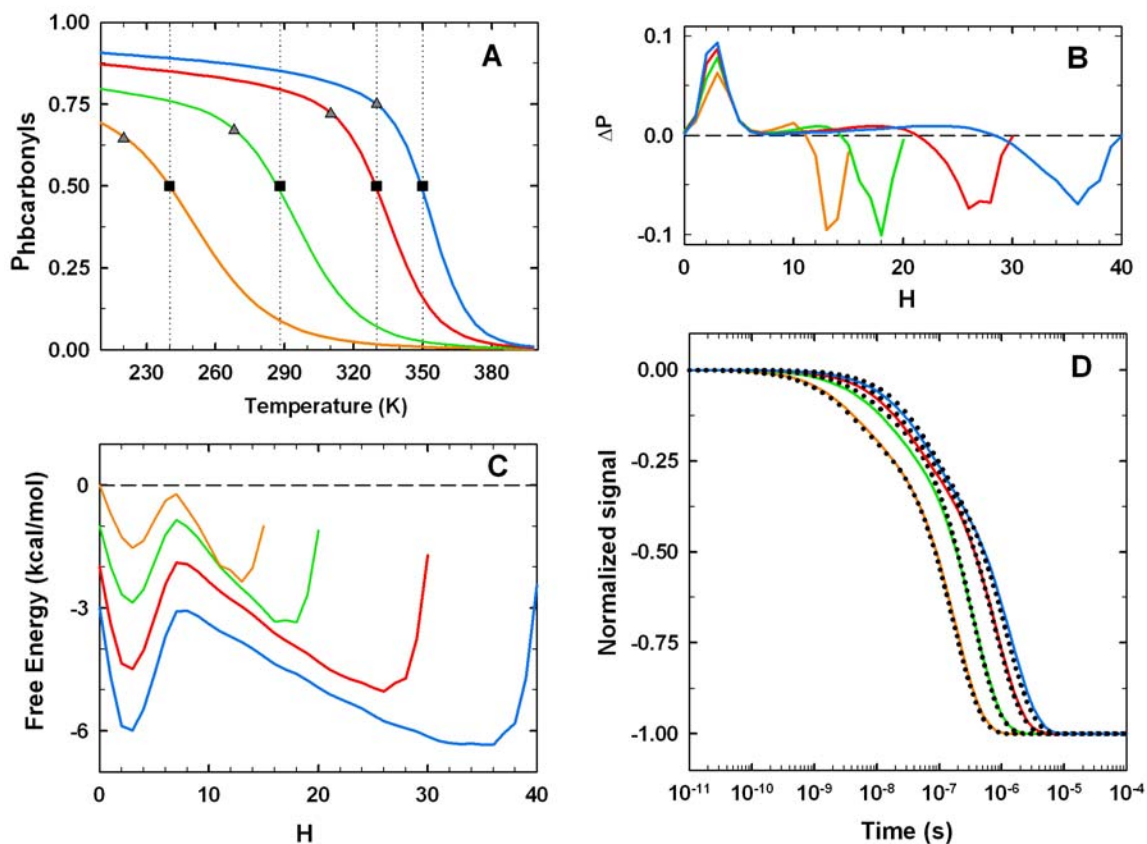 A
1.00
0.75
0.50
0.25
0.00
P_hbcarbonyls
230 260 290 320 350 380
Temperature (K)
B
0.1
0.0
-0.1
ΔP
0 10 20 30 40
H
C
0
-3
-6
Free Energy (kcal/mol)
0 10 20 30 40
H
D
0.00
-0.25
-0.50
-0.75
-1.00
Normalized signal
10⁻¹¹ 10⁻¹⁰ 10⁻⁹ 10⁻⁸ 10⁻⁷ 10⁻⁶ 10⁻⁵ 10⁻⁴
Time (s)